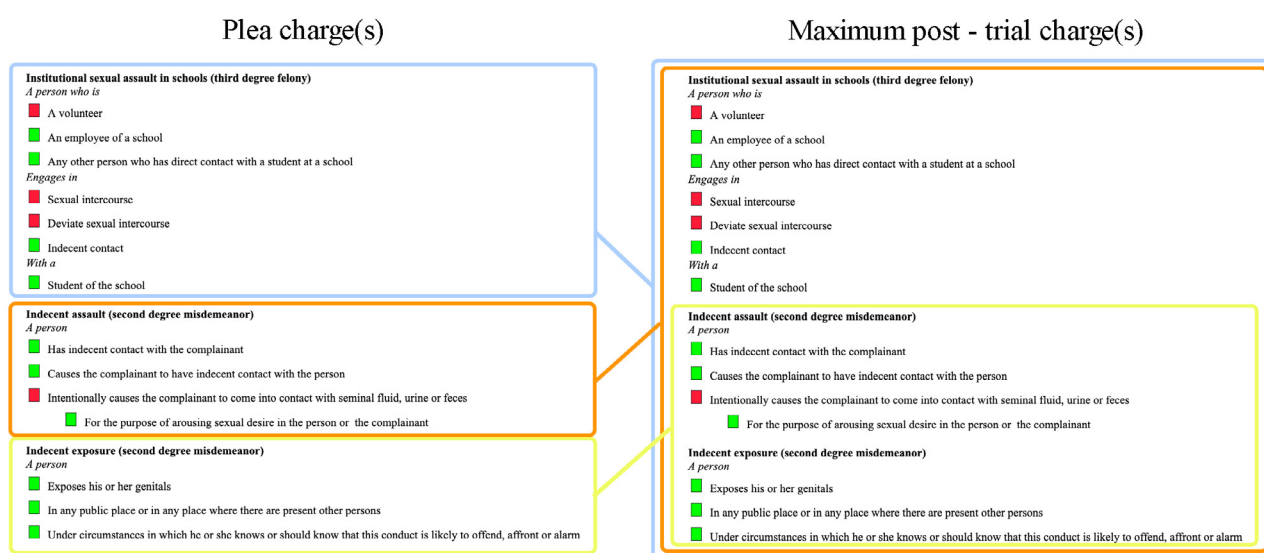 Plea charge(s)
Institutional sexual assault in schools (third degree felony)
A person who is
A volunteer
An employee of a school
Any other person who has direct contact with a student at a school
Engages in
Sexual intercourse
Deviate sexual intercourse
Indecent contact
With a
Student of the school
Indecent assault (second degree misdemeanor)
A person
Has indecent contact with the complainant
Causes the complainant to have indecent contact with the person
Intentionally causes the complainant to come into contact with seminal fluid, urine or feces
For the purpose of arousing sexual desire in the person or the complainant
Indecent exposure (second degree misdemeanor)
A person
Exposes his or her genitals
In any public place or in any place where there are present other persons
Under circumstances in which he or she knows or should know that this conduct is likely to offend, affront or alarm
Maximum post - trial charge(s)
Institutional sexual assault in schools (third degree felony)
A person who is
A volunteer
An employee of a school
Any other person who has direct contact with a student at a school
Engages in
Sexual intercourse
Deviate sexual intercourse
Indecent contact
With a
Student of the school
Indecent assault (second degree misdemeanor)
A person
Has indecent contact with the complainant
Causes the complainant to have indecent contact with the person
Intentionally causes the complainant to come into contact with seminal fluid, urine or feces
For the purpose of arousing sexual desire in the person or the complainant
Indecent exposure (second degree misdemeanor)
A person
Exposes his or her genitals
In any public place or in any place where there are present other persons
Under circumstances in which he or she knows or should know that this conduct is likely to offend, affront or alarm